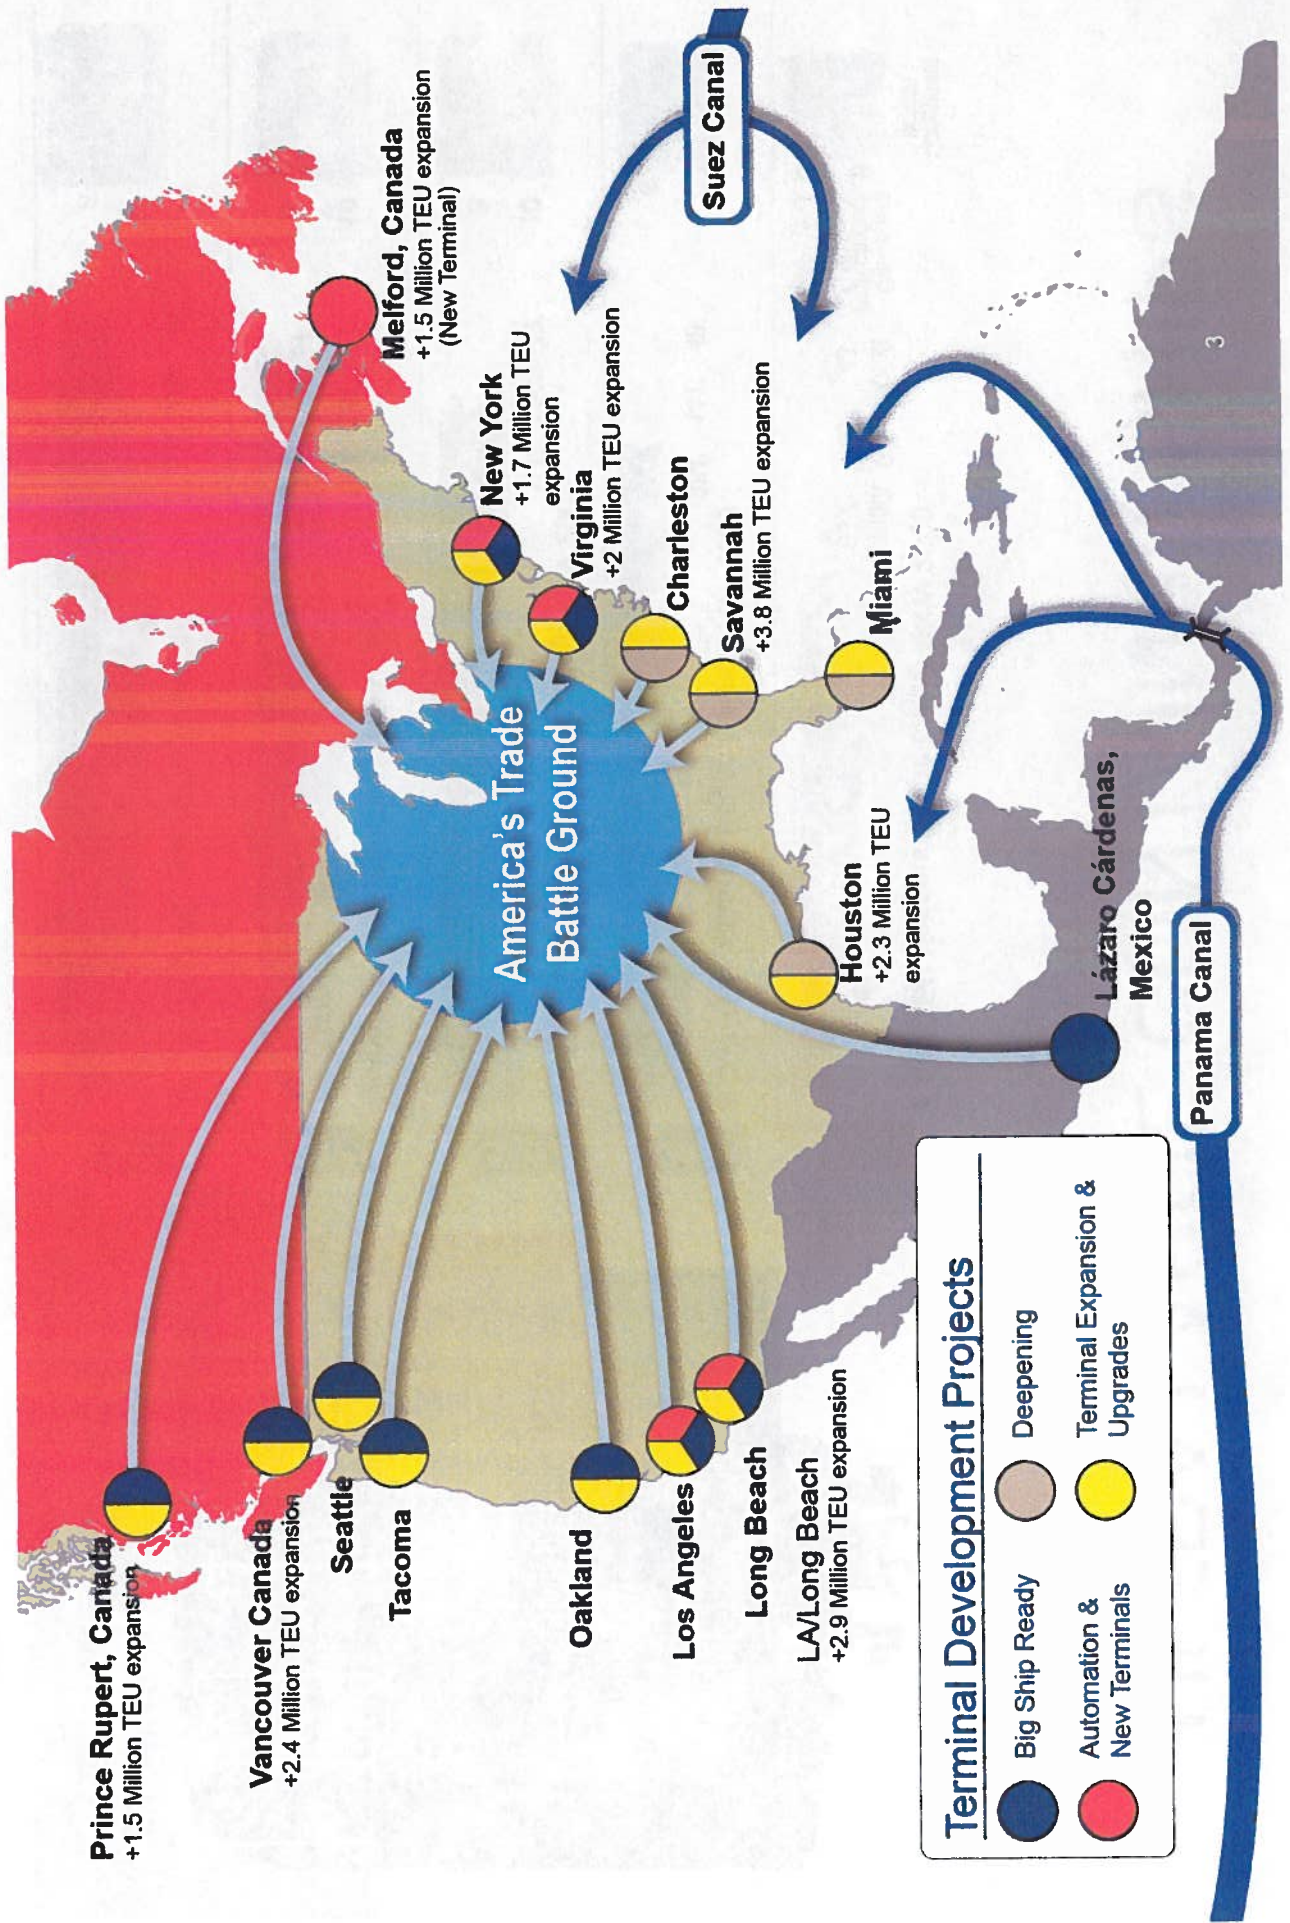 Prince Rupert, Canada
+1.5 Million TEU expansion
Vancouver Canada
+2.4 Million TEU expansion
Seattle
Tacoma
Oakland
Los Angeles
Long Beach
LA/Long Beach
+2.9 Million TEU expansion
America's Trade
Battle Ground
Melford, Canada
+1.5 Million TEU expansion
(New Terminal)
New York
+1.7 Million TEU
expansion
Virginia
+2 Million TEU expansion
Charleston
Savannah
+3.8 Million TEU expansion
Miami
Houston
+2.3 Million TEU
expansion
Lázaro Cárdenas,
Mexico
Suez Canal
Panama Canal
Terminal Development Projects
Big Ship Ready
Deepening
Automation &
New Terminals
Terminal Expansion &
Upgrades
3